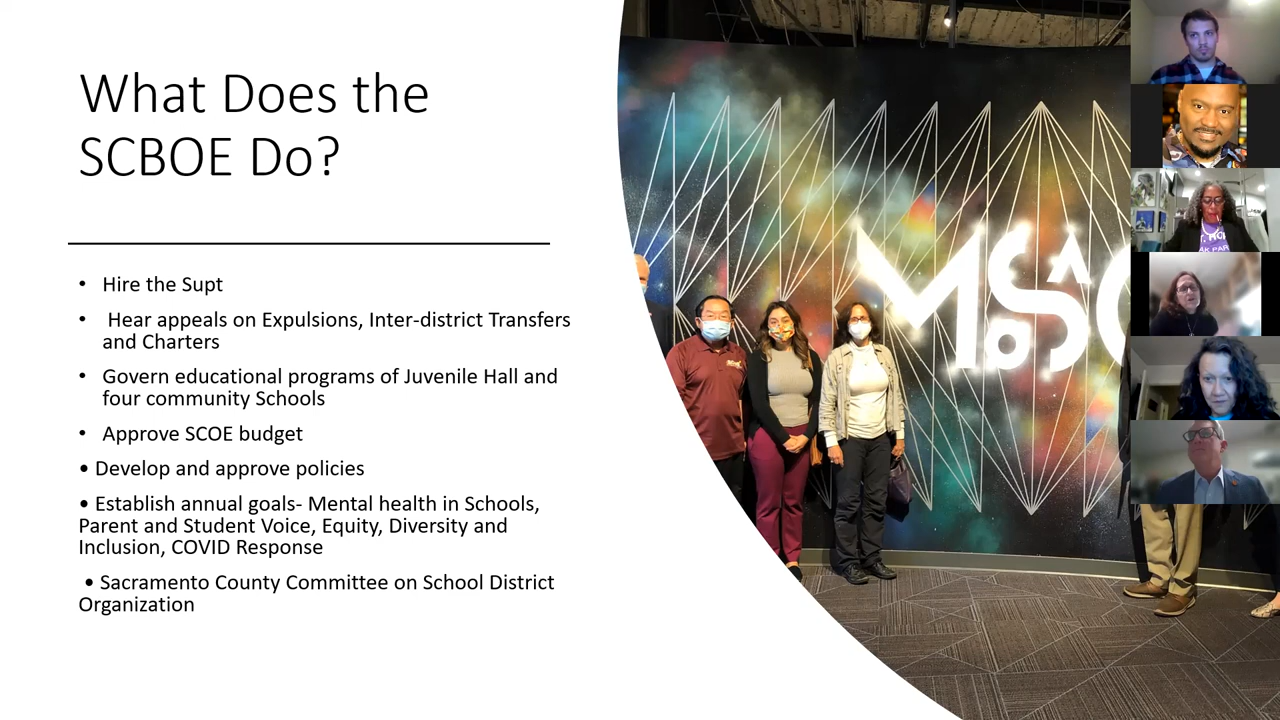 What Does the
SCBOE Do?
• Hire the Supt
• Hear appeals on Expulsions, Inter-district Transfers
and Charters
• Govern educational programs of Juvenile Hall and
four community Schools
• Approve SCOE budget
• Develop and approve policies
• Establish annual goals- Mental health in Schools,
Parent and Student Voice, Equity, Diversity and
Inclusion, COVID Response
• Sacramento County Committee on School District
Organization